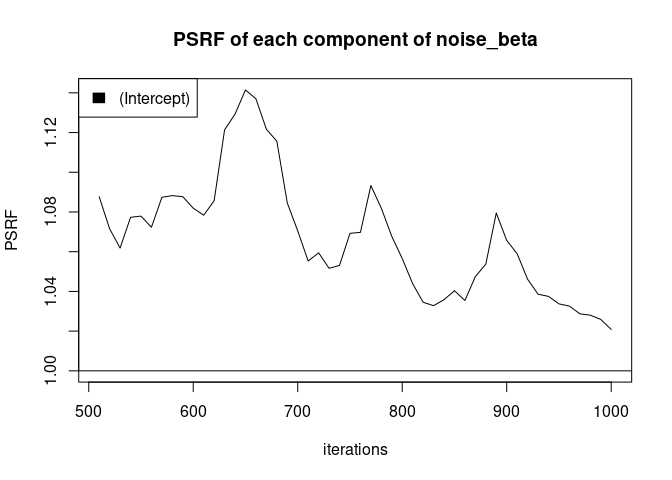 PSRF of each component of noise_beta
(Intercept)
PSRF
1.12
1.08
1.04
1.00
500 600 700 800 900 1000
iterations